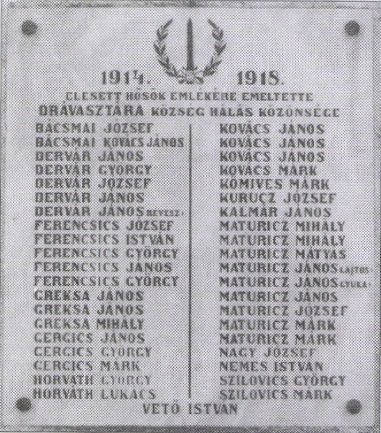 1914. 1918.
ELESETT HŐSÖK EMLÉKÉRE EMELTETTE
DRÁVASZTÁRA KÖZSÉG HÁLÁS KÖZÖNSÉGE
BÁCSMAI JÓZSEF
BÁCSMAI KOVÁCS JÁNOS
DERVÁR JÁNOS
DERVÁR GYÖRGY
DERVÁR JÓZSEF
DERVÁR JÁNOS
DERVÁR JÁNOS REVESZ
FERENCSICS JÓZSEF
FERENCSICS ISTVÁN
FERENCSICS GYÖRGY
FERENCSICS JÁNOS
FERENCSICS GYÖRGY
GREKSA JÁNOS
GREKSA JÁNOS
GREKSA MIHÁLY
GERGICS JÁNOS
GERGICS GYÖRGY
GERGICS MÁRK
HORVÁTH GYÖRGY
HORVÁTH LUKÁCS
KOVÁCS JÁNOS
KOVÁCS JÁNOS
KOVÁCS JÁNOS
KOVÁCS MÁRK
KŐMIVES MÁRK
KURUCZ JÓZSEF
KALMÁR JÁNOS
MATURICZ MIHÁLY
MATURICZ MIHÁLY
MATURICZ MÁTYÁS
MATURICZ JÁNOS LAJTOS
MATURICZ JÁNOS GYUKA
MATURICZ JÁNOS
MATURICZ JÓZSEF
MATURICZ MÁRK
MATURICZ MÁRK
NAGY JÓZSEF
NEMES ISTVÁN
SZILOVICS GYÖRGY
SZILOVICS MÁRK
VETŐ ISTVÁN